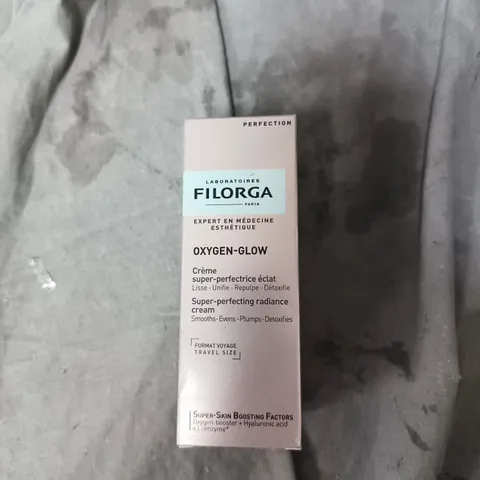 PERFECTION
LABORATOIRES
FILORGA
PARIS
EXPERT EN MÉDECINE
ESTHÉTIQUE
OXYGEN-GLOW
Crème
super-perfectrice éclat
Lisse - Unifie - Repulpe - Détoxifie
Super-perfecting radiance
cream
Smooths - Evens - Plumps - Detoxifies
FORMAT VOYAGE
TRAVEL SIZE
SUPER-SKIN BOOSTING FACTORS
Oxygen-booster + Hyaluronic acid
+ L-enzyme*